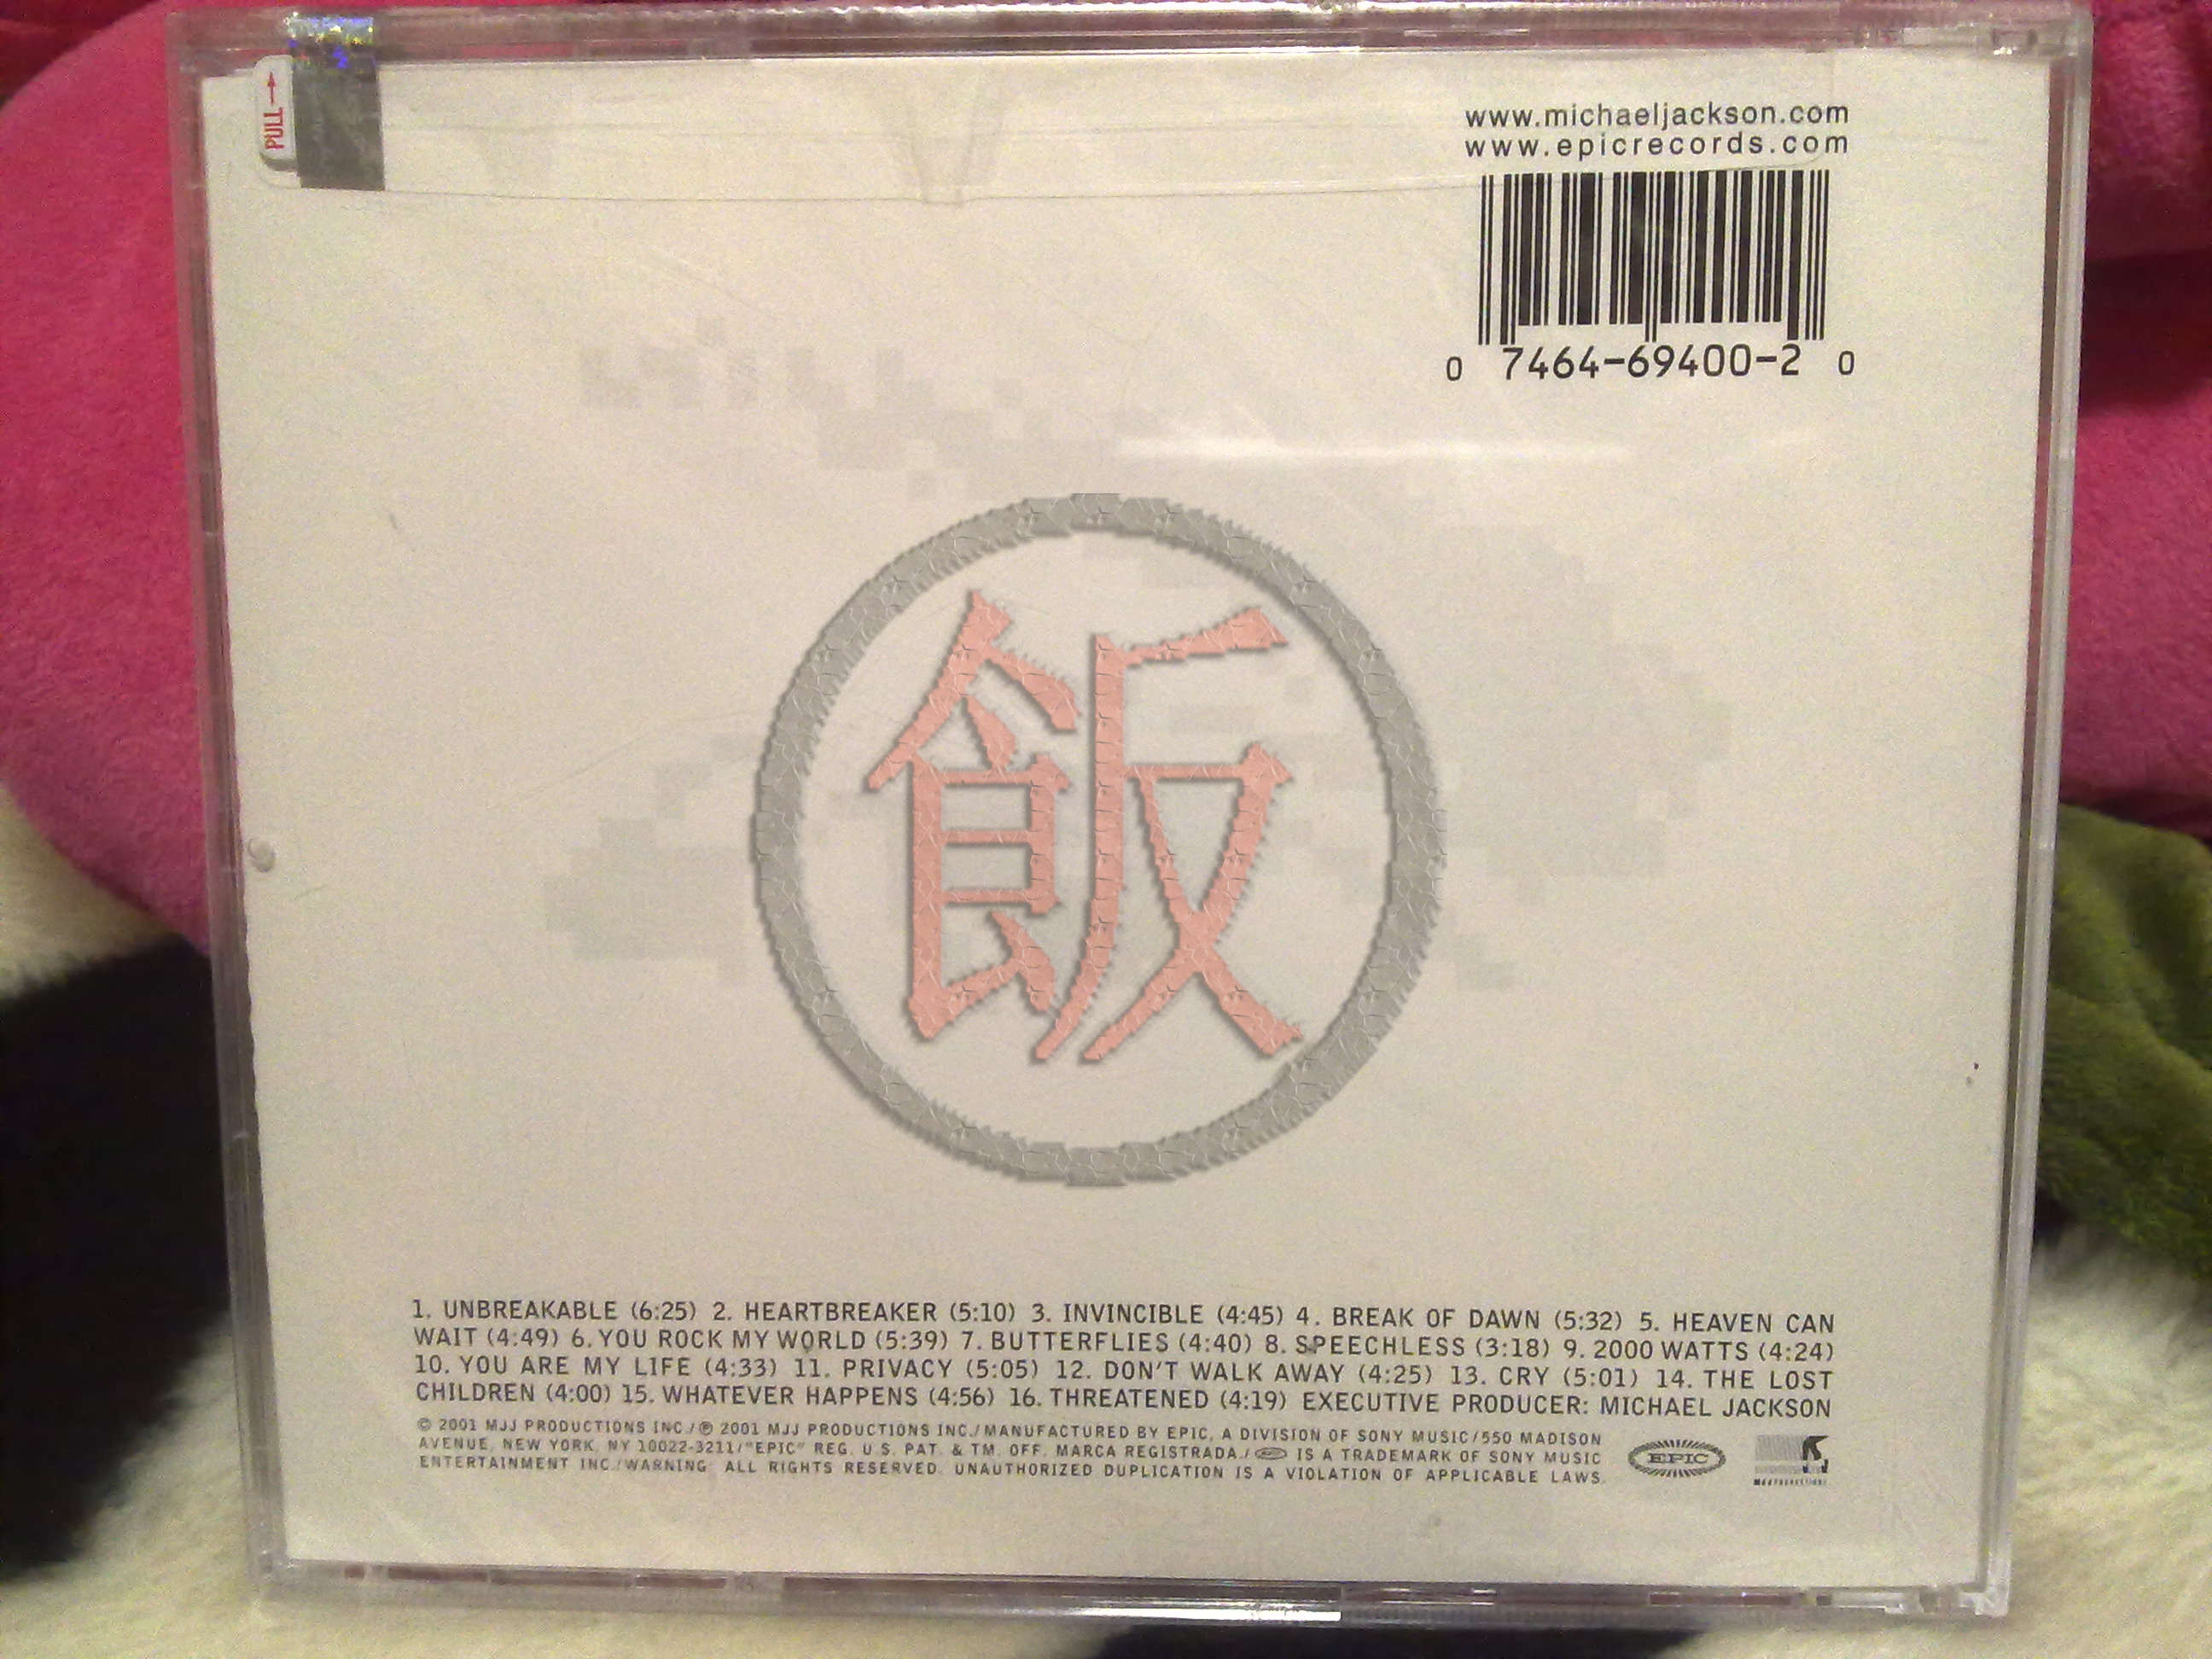 PULL →
www.michaeljackson.com
www.epicrecords.com
0 7464-69400-2 0
飯
1. UNBREAKABLE (6:25) 2. HEARTBREAKER (5:10) 3. INVINCIBLE (4:45) 4. BREAK OF DAWN (5:32) 5. HEAVEN CAN
WAIT (4:49) 6. YOU ROCK MY WORLD (5:39) 7. BUTTERFLIES (4:40) 8. SPEECHLESS (3:18) 9. 2000 WATTS (4:24)
10. YOU ARE MY LIFE (4:33) 11. PRIVACY (5:05) 12. DON'T WALK AWAY (4:25) 13. CRY (5:01) 14. THE LOST
CHILDREN (4:00) 15. WHATEVER HAPPENS (4:56) 16. THREATENED (4:19) EXECUTIVE PRODUCER: MICHAEL JACKSON
© 2001 MJJ PRODUCTIONS INC./℗ 2001 MJJ PRODUCTIONS INC./MANUFACTURED BY EPIC, A DIVISION OF SONY MUSIC/550 MADISON
AVENUE, NEW YORK, NY 10022-3211/"EPIC" REG. U.S. PAT. & TM. OFF. MARCA REGISTRADA./ IS A TRADEMARK OF SONY MUSIC
ENTERTAINMENT INC./WARNING: ALL RIGHTS RESERVED. UNAUTHORIZED DUPLICATION IS A VIOLATION OF APPLICABLE LAWS.
EPIC